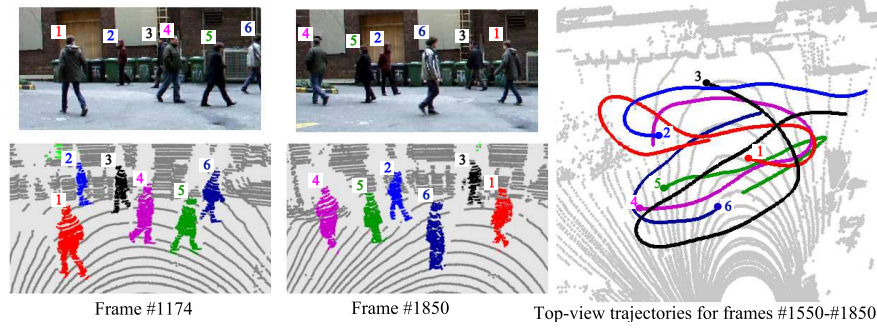 1 2 3 4 5 6
4 5 2 6 3 1
2 3 4 5 6 1
4 5 2 6 3 1
3
2
1
5
4 6
Frame #1174
Frame #1850
Top-view trajectories for frames #1550-#1850